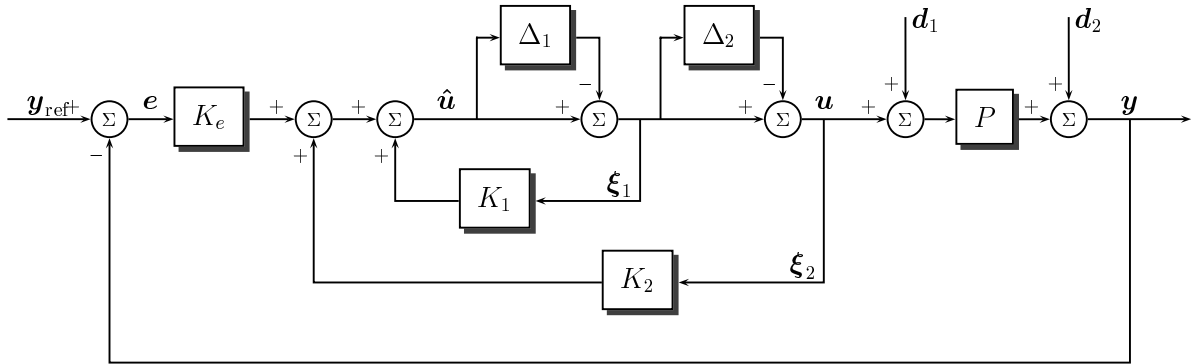 Δ₁ Δ₂ d₁ d₂
− − + +
y_ref + Σ e K_e + Σ + Σ û + Σ + Σ u + Σ P + Σ y
− + +
K₁ ξ₁
K₂ ξ₂